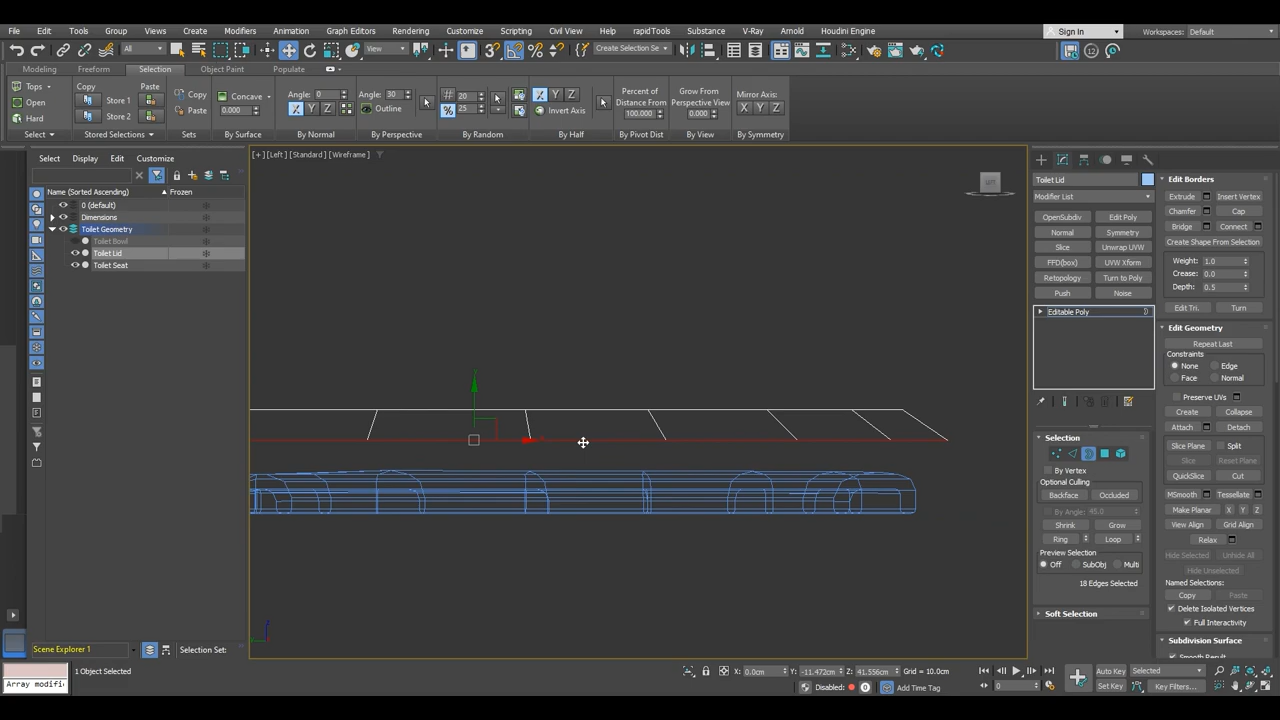 File Edit Tools Group Views Create Modifiers Animation Graph Editors Rendering Customize Scripting Civil View Help rapidTools Substance V-Ray Arnold Houdini Engine Sign In Workspaces: Default
All View Create Selection Se
Modeling Freeform Selection Object Paint Populate
Tops Copy Paste Copy Concave Angle: 0 Angle: 30 20 Percent of Grow From Mirror Axis:
Open Store 1 Paste 0.000 X Y Z Outline % 25 X Y Z Distance From Perspective View X Y Z
Hard Store 2 Invert Axis 100.000 0.000
Select Stored Selections Sets By Surface By Normal By Perspective By Random By Half By Pivot Dist By View By Symmetry
Select Display Edit Customize
Name (Sorted Ascending) Frozen
0 (default)
Dimensions
Toilet Geometry
Toilet Bowl
Toilet Lid
Toilet Seat
[+] [Left] [Standard] [Wireframe]
Toilet Lid
Modifier List
OpenSubdiv Edit Poly
Normal Symmetry
Slice Unwrap UVW
FFD(box) UVW Xform
Retopology Turn to Poly
Push Noise
Editable Poly
Selection
By Vertex
Optional Culling
Backface Occluded
By Angle: 45.0
Shrink Grow
Ring Loop
Preview Selection
Off SubObj Multi
18 Edges Selected
Soft Selection
Edit Borders
Extrude Insert Vertex
Chamfer Cap
Bridge Connect
Create Shape From Selection
Weight: 1.0
Crease: 0.0
Depth: 0.5
Edit Tri. Turn
Edit Geometry
Repeat Last
Constraints
None Edge
Face Normal
Preserve UVs
Create Collapse
Attach Detach
Slice Plane Split
Slice Reset Plane
QuickSlice Cut
MSmooth Tessellate
Make Planar X Y Z
View Align Grid Align
Relax
Hide Selected Unhide All
Hide Unselected
Named Selections:
Copy Paste
Delete Isolated Vertices
Full Interactivity
Subdivision Surface
Smooth Result
Scene Explorer 1 Selection Set:
1 Object Selected X: 0.0cm Y: -11.472cm Z: 41.556cm Grid = 10.0cm Auto Key Selected
Array modifi Disabled: Add Time Tag 0 Set Key Key Filters...